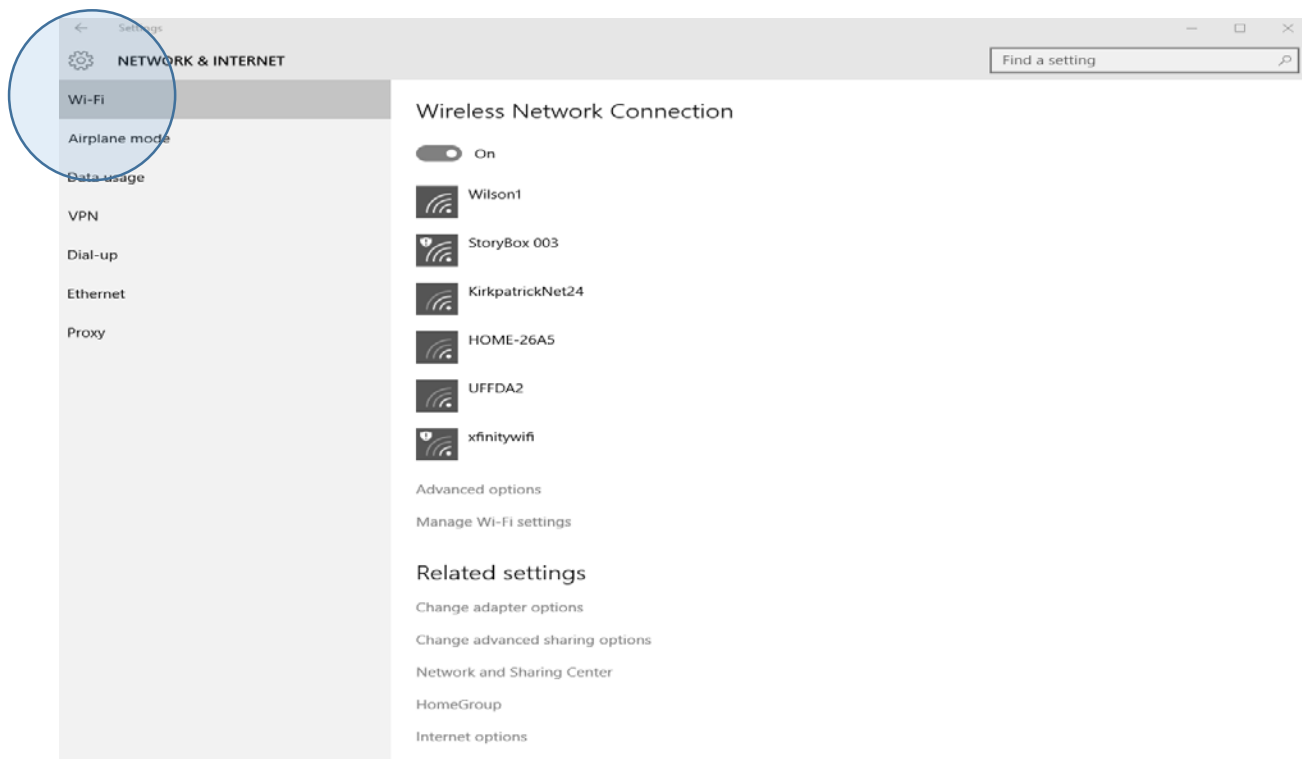 Settings
NETWORK & INTERNET
Find a setting
Wi-Fi
Airplane mode
Data usage
VPN
Dial-up
Ethernet
Proxy
Wireless Network Connection
On
Wilson1
StoryBox 003
KirkpatrickNet24
HOME-26A5
UFFDA2
xfinitywifi
Advanced options
Manage Wi-Fi settings
Related settings
Change adapter options
Change advanced sharing options
Network and Sharing Center
HomeGroup
Internet options